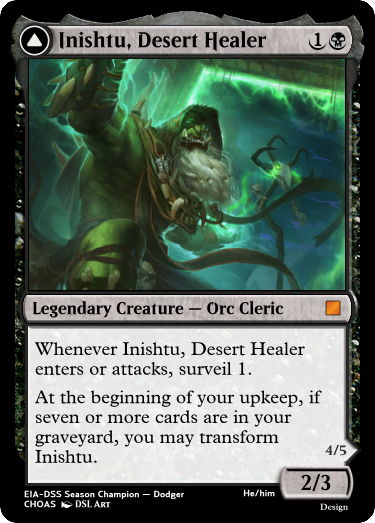 Inishtu, Desert Healer 1
Legendary Creature — Orc Cleric
Whenever Inishtu, Desert Healer
enters or attacks, surveil 1.
At the beginning of your upkeep, if
seven or more cards are in your
graveyard, you may transform
Inishtu.
4/5
2/3
EIA-DSS Season Champion — Dodger He/him
CHOAS DSL Art Design